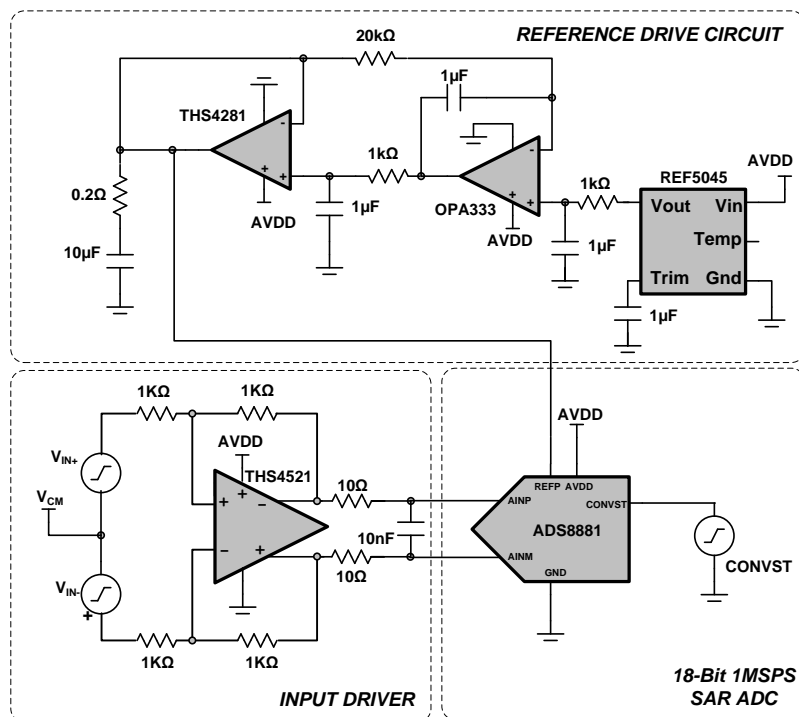 REFERENCE DRIVE CIRCUIT
20kΩ
1µF
THS4281
-
+
+
AVDD
1kΩ
-
+
+
OPA333
AVDD
1kΩ
REF5045
AVDD
Vout
Vin
Temp
Trim
Gnd
0.2Ω
10µF
1µF
1µF
1µF
1KΩ
1KΩ
AVDD
THS4521
VIN+
VCM
VIN-
+
+
+
−
−
+
10Ω
10nF
10Ω
1KΩ
1KΩ
INPUT DRIVER
AVDD
REFP
AVDD
CONVST
AINP
ADS8881
AINM
GND
CONVST
18-Bit 1MSPS
SAR ADC